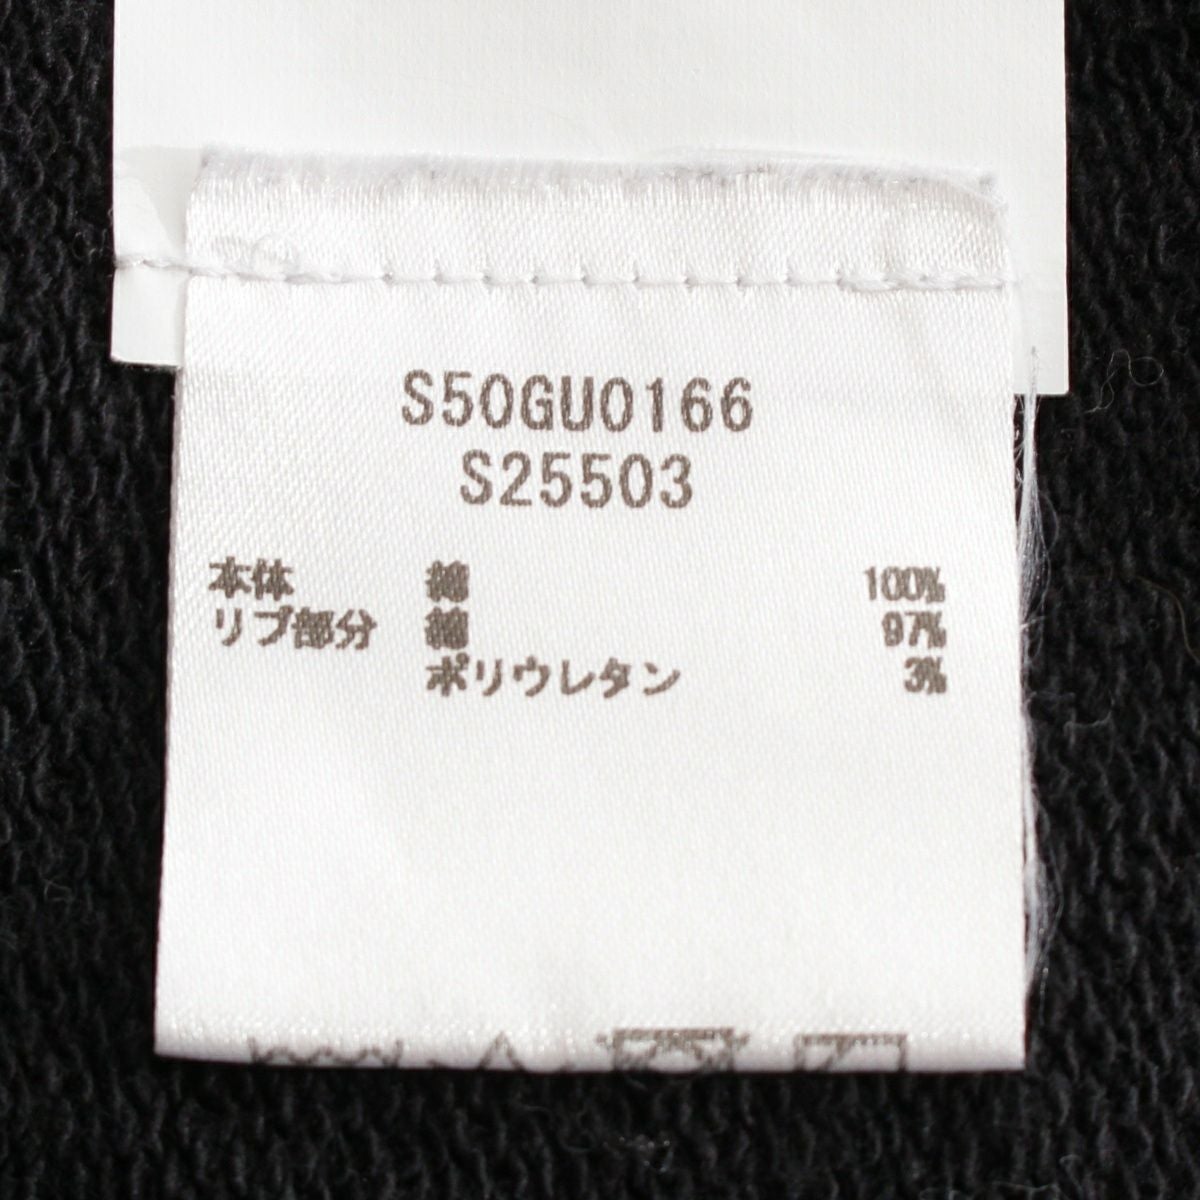 S50GU0166
S25503
本体 綿 100%
リブ部分 綿 97%
ポリウレタン 3%